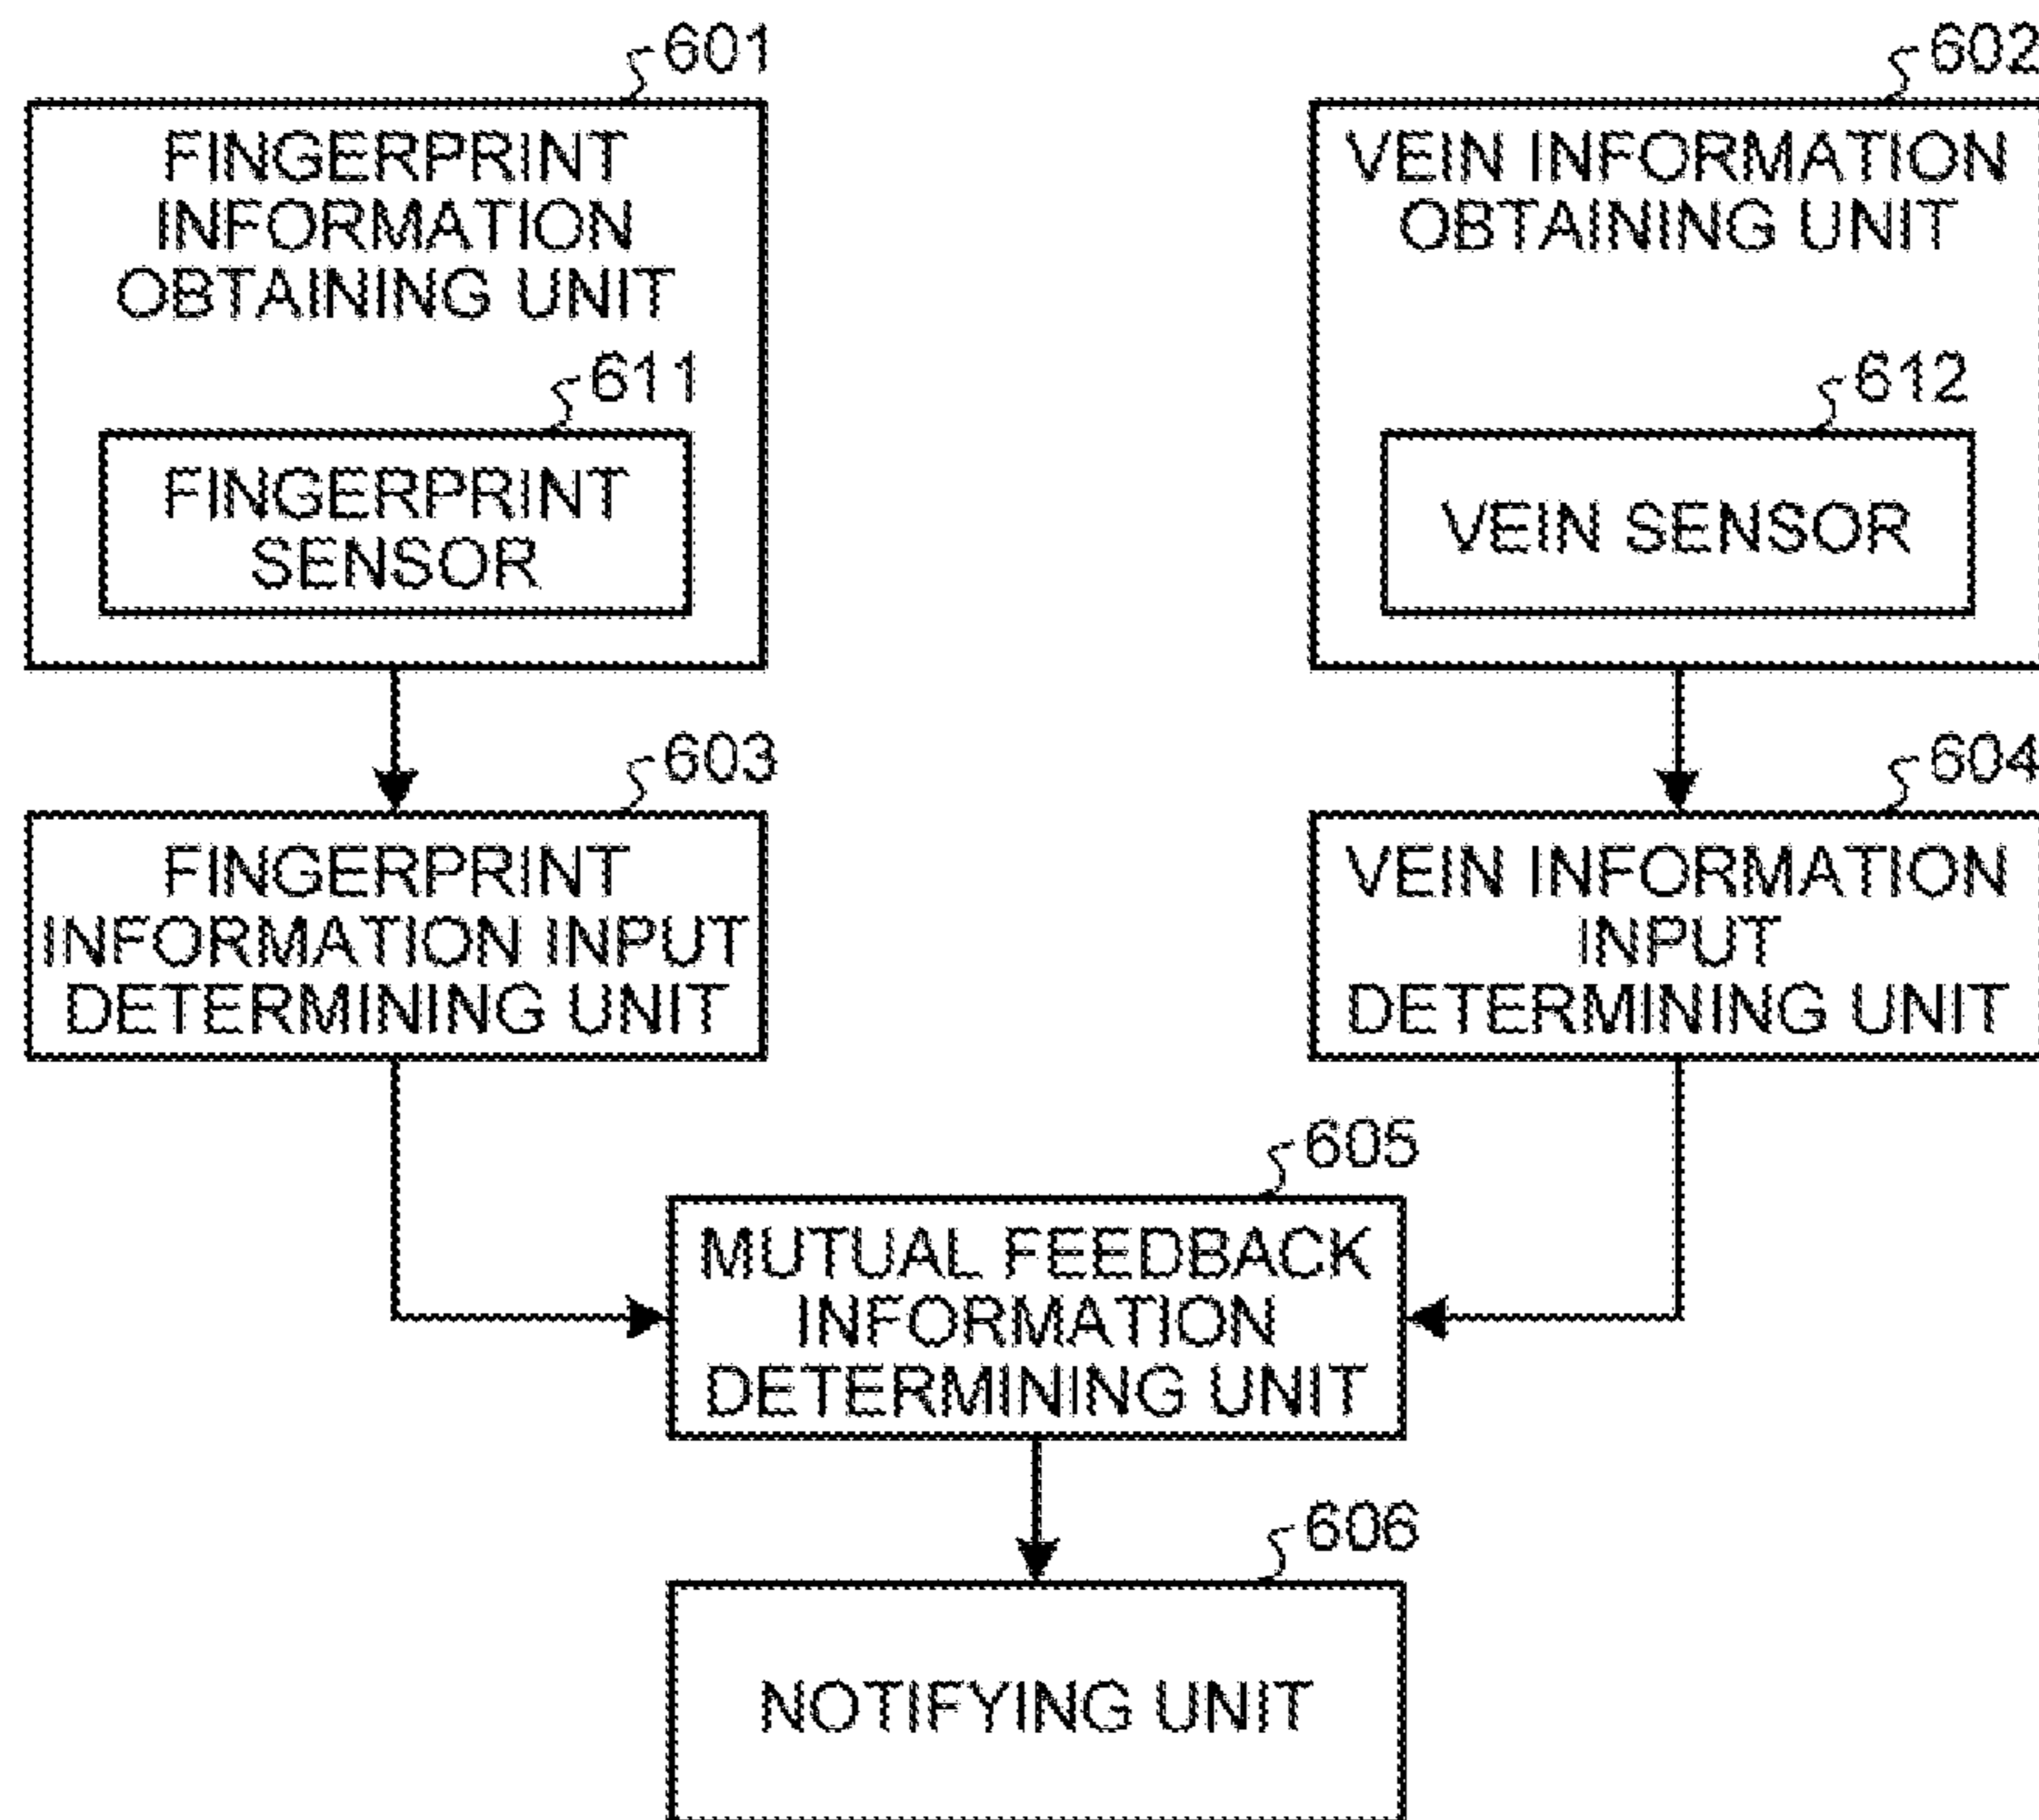 601
FINGERPRINT
INFORMATION
OBTAINING UNIT
611
FINGERPRINT
SENSOR
602
VEIN INFORMATION
OBTAINING UNIT
612
VEIN SENSOR
603
FINGERPRINT
INFORMATION INPUT
DETERMINING UNIT
604
VEIN INFORMATION
INPUT
DETERMINING UNIT
605
MUTUAL FEEDBACK
INFORMATION
DETERMINING UNIT
606
NOTIFYING UNIT